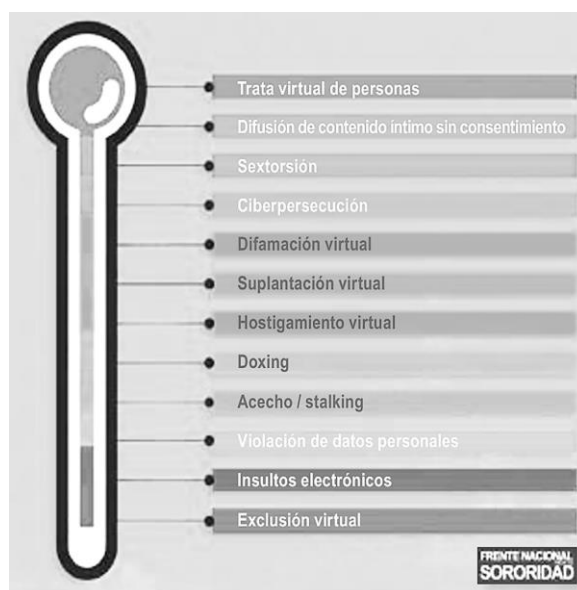 Trata virtual de personas
Difusión de contenido íntimo sin consentimiento
Sextorsión
Ciberpersecución
Difamación virtual
Suplantación virtual
Hostigamiento virtual
Doxing
Acecho / stalking
Violación de datos personales
Insultos electrónicos
Exclusión virtual
FRENTE NACIONAL
SORORIDAD